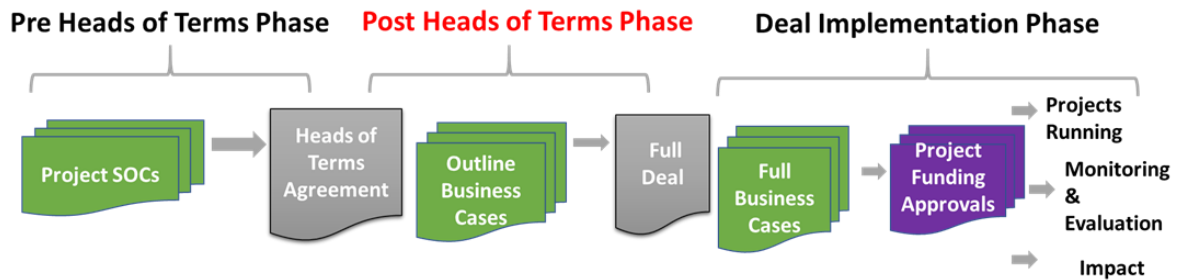 Pre Heads of Terms Phase
Post Heads of Terms Phase
Deal Implementation Phase
Project SOCs
Heads of
Terms
Agreement
Outline
Business
Cases
Full
Deal
Full
Business
Cases
Project
Funding
Approvals
Projects
Running
Monitoring
&
Evaluation
Impact